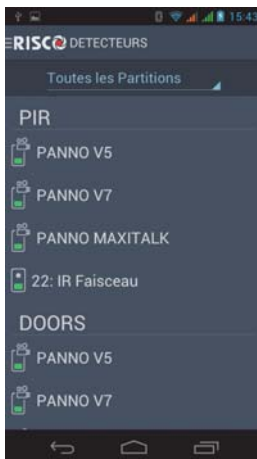 15:43
RISCO DETECTEURS
Toutes les Partitions
PIR
PANNO V5
PANNO V7
PANNO MAXITALK
22: IR Faisceau
DOORS
PANNO V5
PANNO V7